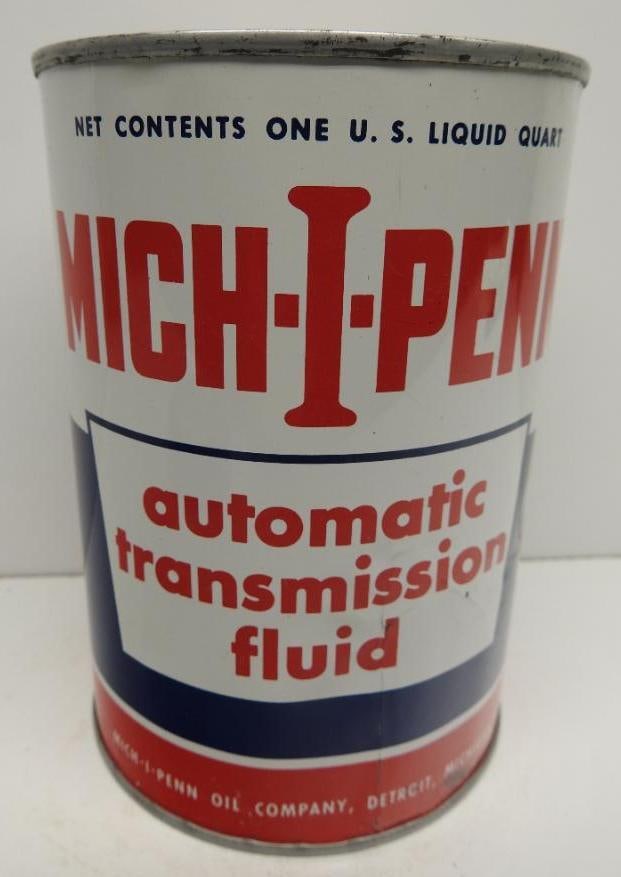 NET CONTENTS ONE U. S. LIQUID QUART
MICH-I-PENN
automatic
transmission
fluid
MICH-I-PENN OIL COMPANY, DETROIT,